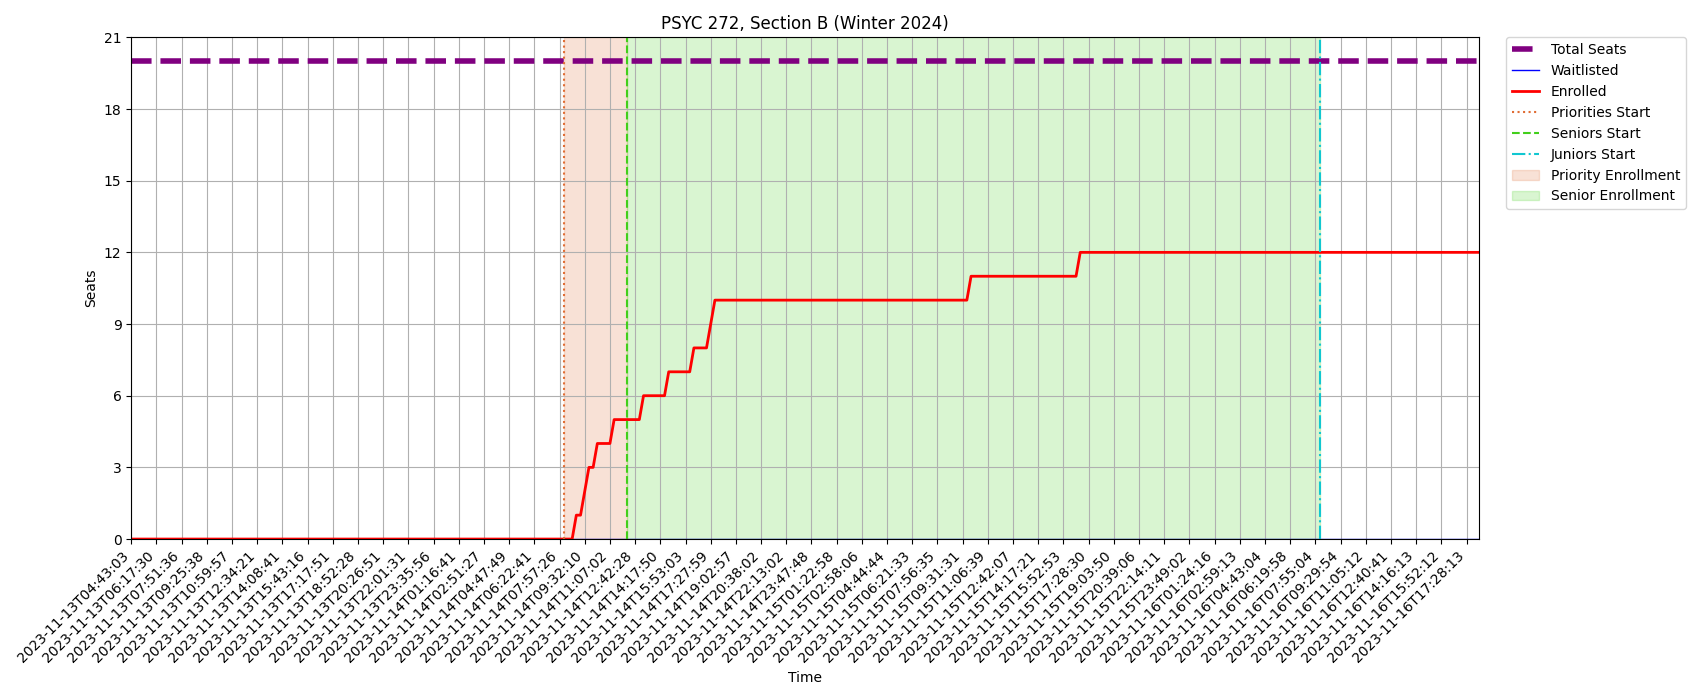 PSYC 272, Section B (Winter 2024)
21
18
15
12
9
6
3
0
Seats
Total Seats
Waitlisted
Enrolled
Priorities Start
Seniors Start
Juniors Start
Priority Enrollment
Senior Enrollment
2023-11-13T04:43:03
2023-11-13T06:17:30
2023-11-13T07:51:36
2023-11-13T09:25:38
2023-11-13T10:59:57
2023-11-13T12:34:21
2023-11-13T14:08:41
2023-11-13T15:43:16
2023-11-13T17:17:51
2023-11-13T18:52:28
2023-11-13T20:26:51
2023-11-13T22:01:31
2023-11-13T23:35:56
2023-11-14T01:16:41
2023-11-14T02:51:27
2023-11-14T04:47:49
2023-11-14T06:22:41
2023-11-14T07:57:26
2023-11-14T09:32:10
2023-11-14T11:07:02
2023-11-14T12:42:28
2023-11-14T14:17:50
2023-11-14T15:53:03
2023-11-14T17:27:59
2023-11-14T19:02:57
2023-11-14T20:38:02
2023-11-14T22:13:02
2023-11-14T23:47:48
2023-11-15T01:22:58
2023-11-15T02:58:06
2023-11-15T04:44:44
2023-11-15T06:21:33
2023-11-15T07:56:35
2023-11-15T09:31:31
2023-11-15T11:06:39
2023-11-15T12:42:07
2023-11-15T14:17:21
2023-11-15T15:52:53
2023-11-15T17:28:30
2023-11-15T19:03:50
2023-11-15T20:39:06
2023-11-15T22:14:11
2023-11-15T23:49:02
2023-11-16T01:24:16
2023-11-16T02:59:13
2023-11-16T04:43:04
2023-11-16T06:19:58
2023-11-16T07:55:04
2023-11-16T09:29:54
2023-11-16T11:05:12
2023-11-16T12:40:41
2023-11-16T14:16:13
2023-11-16T15:52:12
2023-11-16T17:28:13
Time